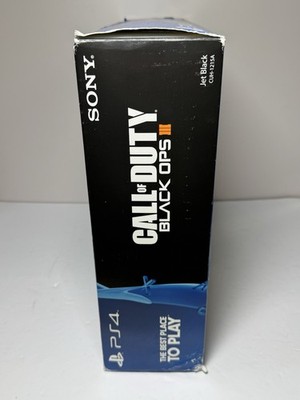 SONY
Jet Black
CUH-1215A
CALL OF DUTY
BLACK OPS III
PS4
THE BEST PLACE
TO PLAY